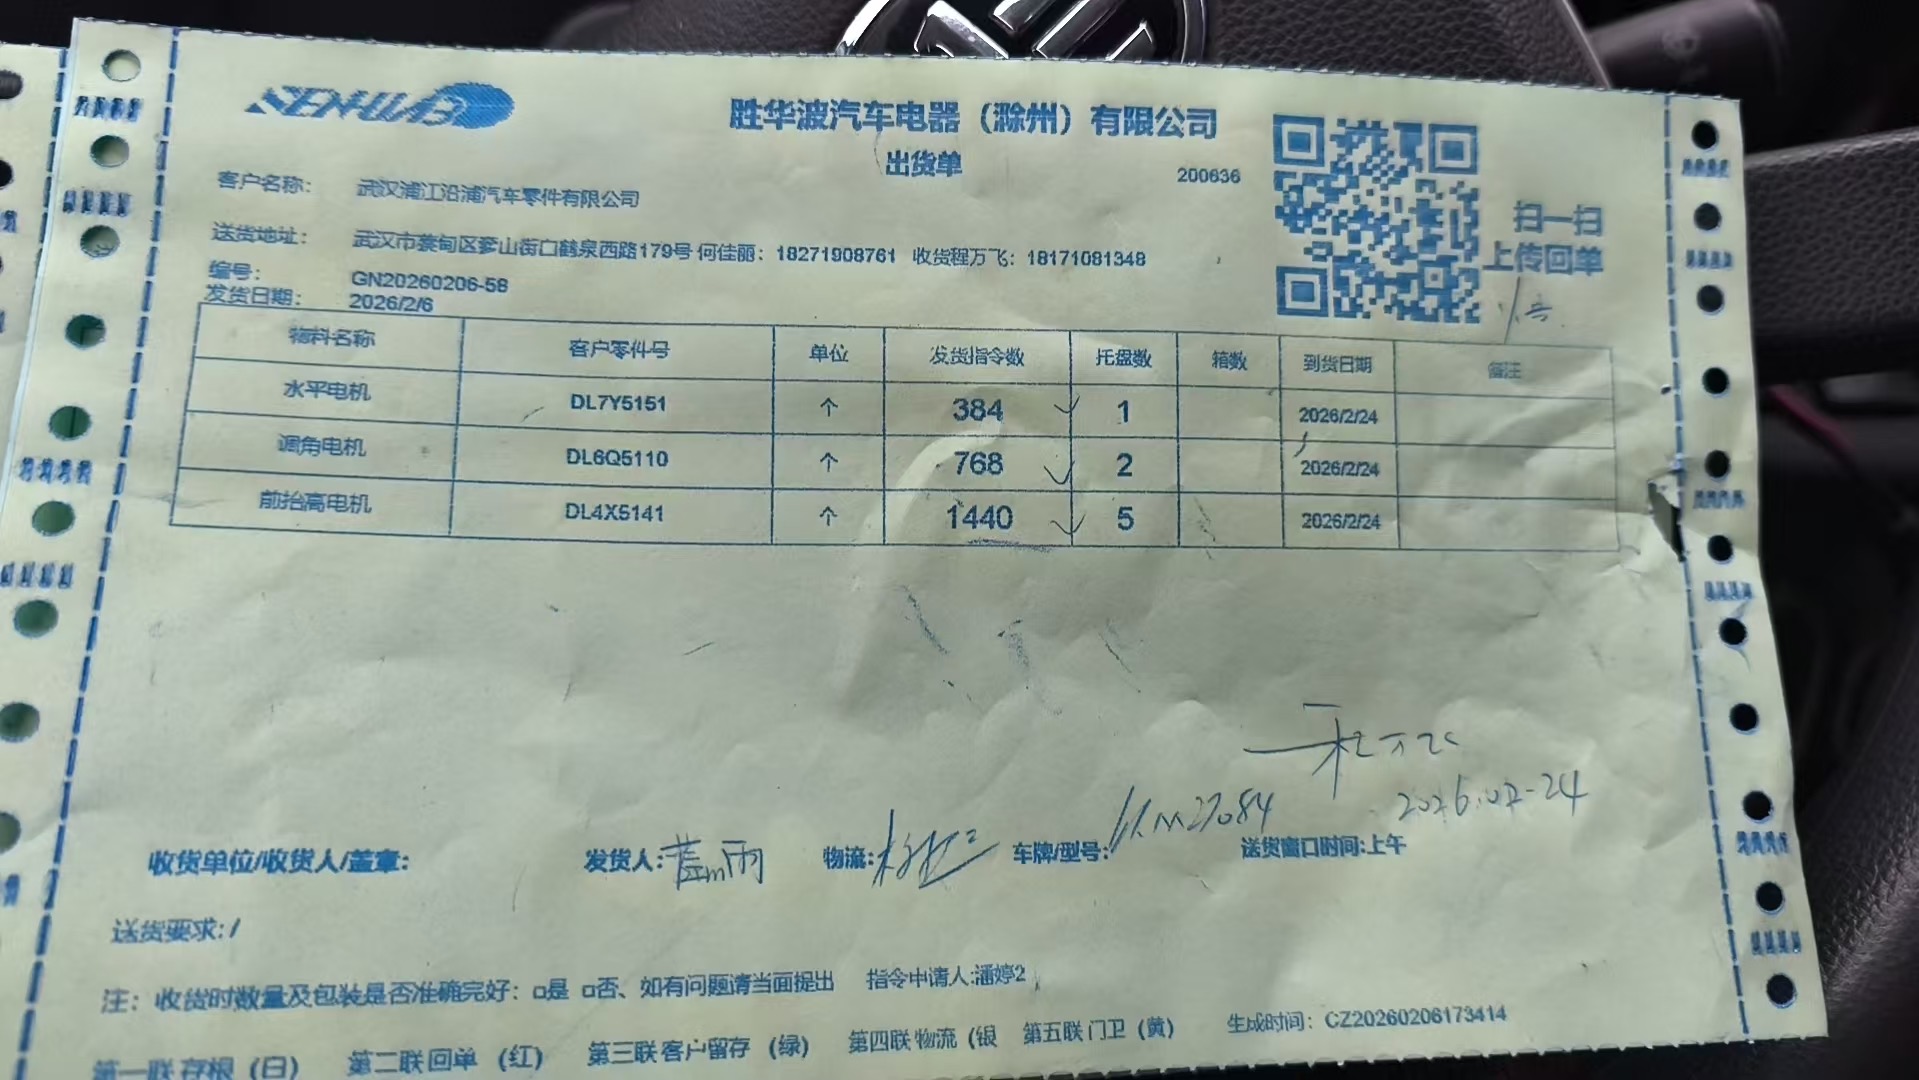 SENHWAB
胜华波汽车电器（滁州）有限公司
出货单
200636
扫一扫
上传回单
客户名称： 武汉浦江沿浦汽车零件有限公司
送货地址： 武汉市蔡甸区奓山街口鹤泉西路179号 何佳丽：18271908761 收货程万飞：18171081348
编号： GN20260206-58
发货日期： 2026/2/6
物料名称 客户零件号 单位 发货指令数 托盘数 箱数 到货日期 备注
水平电机 DL7Y5151 个 384 1 2026/2/24
调角电机 DL6Q5110 个 768 2 2026/2/24
前抬高电机 DL4X5141 个 1440 5 2026/2/24
程万飞
2026.02-24
收货单位/收货人/盖章： 发货人： 物流： 车牌/型号： M27084 送货窗口时间:上午
送货要求:/
注：收货时数量及包装是否准确完好：□是 □否、如有问题请当面提出 指令申请人:潘婷2
第一联存根（白） 第二联回单（红） 第三联客户留存（绿） 第四联物流（银 第五联门卫（黄） 生成时间：CZ20260206173414